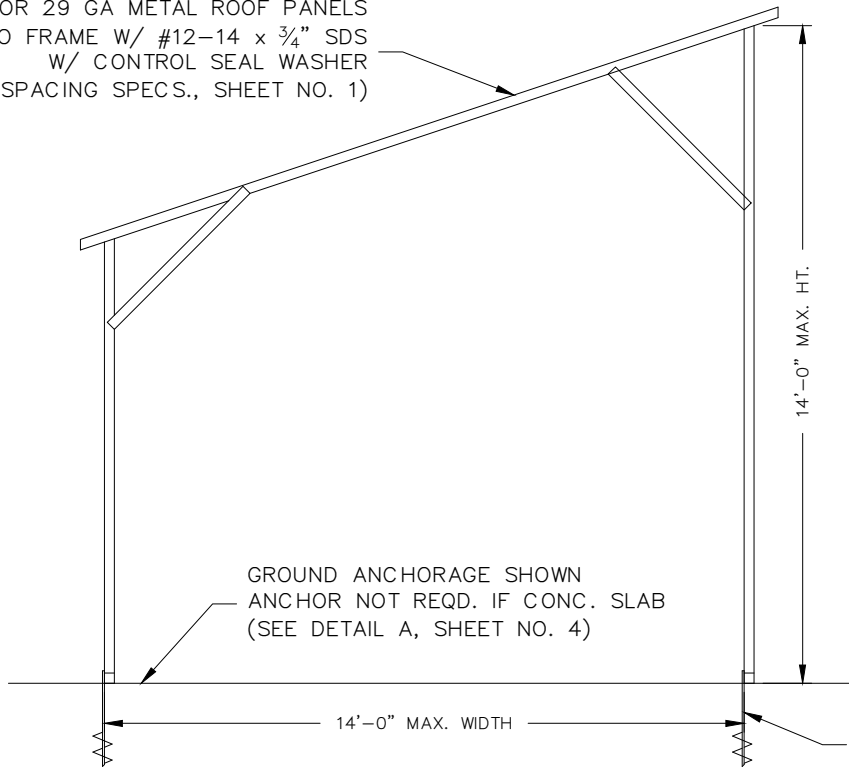 OR 29 GA METAL ROOF PANELS
O FRAME W/ #12-14 x ¾" SDS
W/ CONTROL SEAL WASHER
SPACING SPECS., SHEET NO. 1)
14'-0" MAX. HT.
GROUND ANCHORAGE SHOWN
ANCHOR NOT REQD. IF CONC. SLAB
(SEE DETAIL A, SHEET NO. 4)
14'-0" MAX. WIDTH